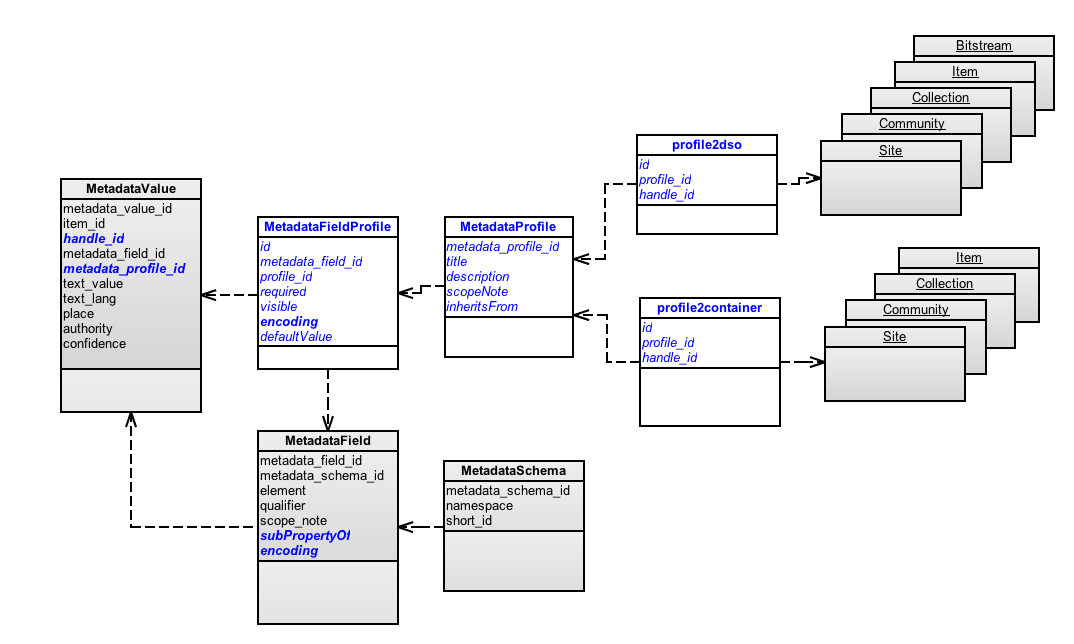 MetadataValue
metadata_value_id
item_id
handle_id
metadata_field_id
metadata_profile_id
text_value
text_lang
place
authority
confidence
MetadataFieldProfile
id
metadata_field_id
profile_id
required
visible
encoding
defaultValue
MetadataProfile
metadata_profile_id
title
description
scopeNote
inheritsFrom
profile2dso
id
profile_id
handle_id
Bitstream
Item
Collection
Community
Site
profile2container
id
profile_id
handle_id
Item
Collection
Community
Site
MetadataField
metadata_field_id
metadata_schema_id
element
qualifier
scope_note
subPropertyOf
encoding
MetadataSchema
metadata_schema_id
namespace
short_id